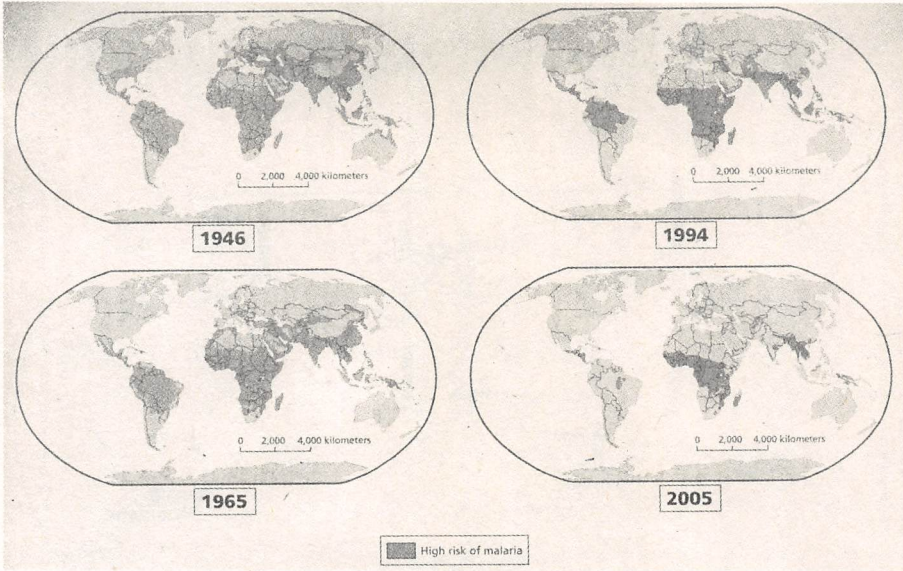 0 2,000 4,000 kilometers
1946
0 2,000 4,000 kilometers
1994
0 2,000 4,000 kilometers
1965
0 2,000 4,000 kilometers
2005
High risk of malaria